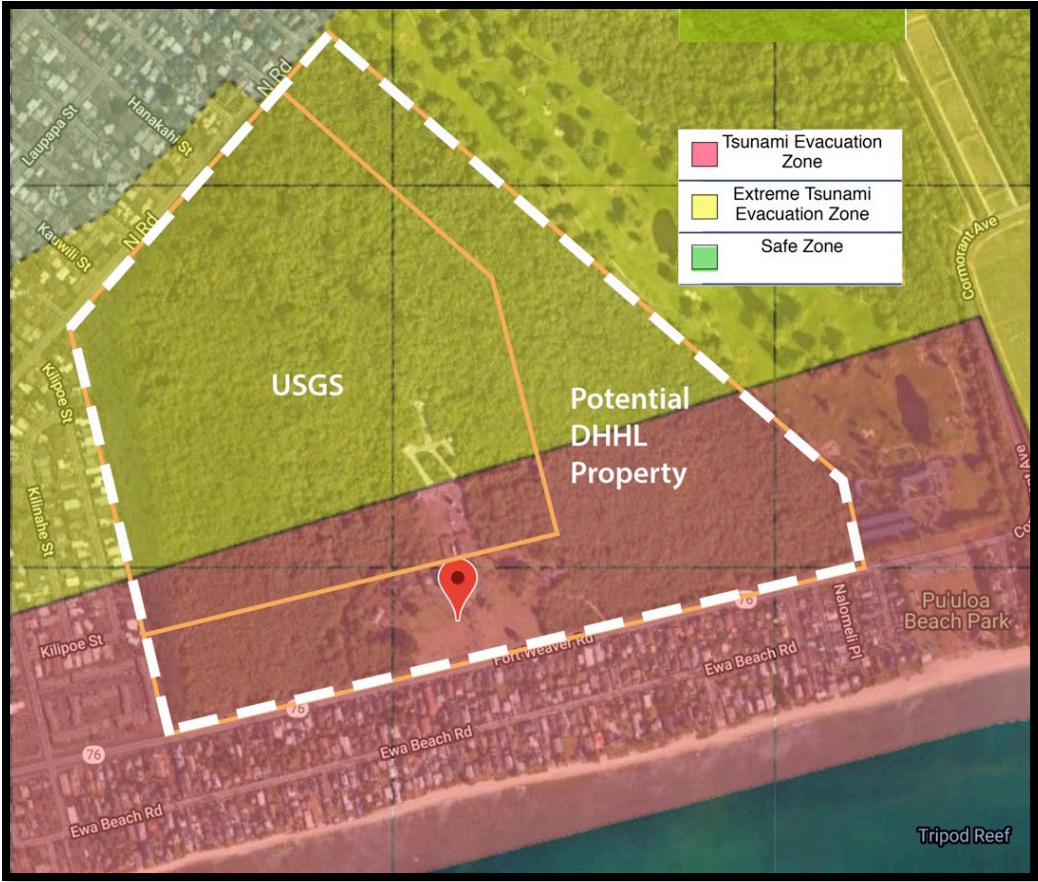 N Rd
Hanakahi St
Laupapa St
Tsunami Evacuation
Zone
Extreme Tsunami
Evacuation Zone
Safe Zone
N Rd
Kauwili St
Cormorant Ave
USGS
Potential
DHHL
Property
Kilipoe St
Kilinahe St
Kilipoe St
76
Nalomeli Pl
Pu'uloa
Beach Park
Fort Weaver Rd
Ewa Beach Rd
76
Ewa Beach Rd
76
Ewa Beach Rd
Tripod Reef